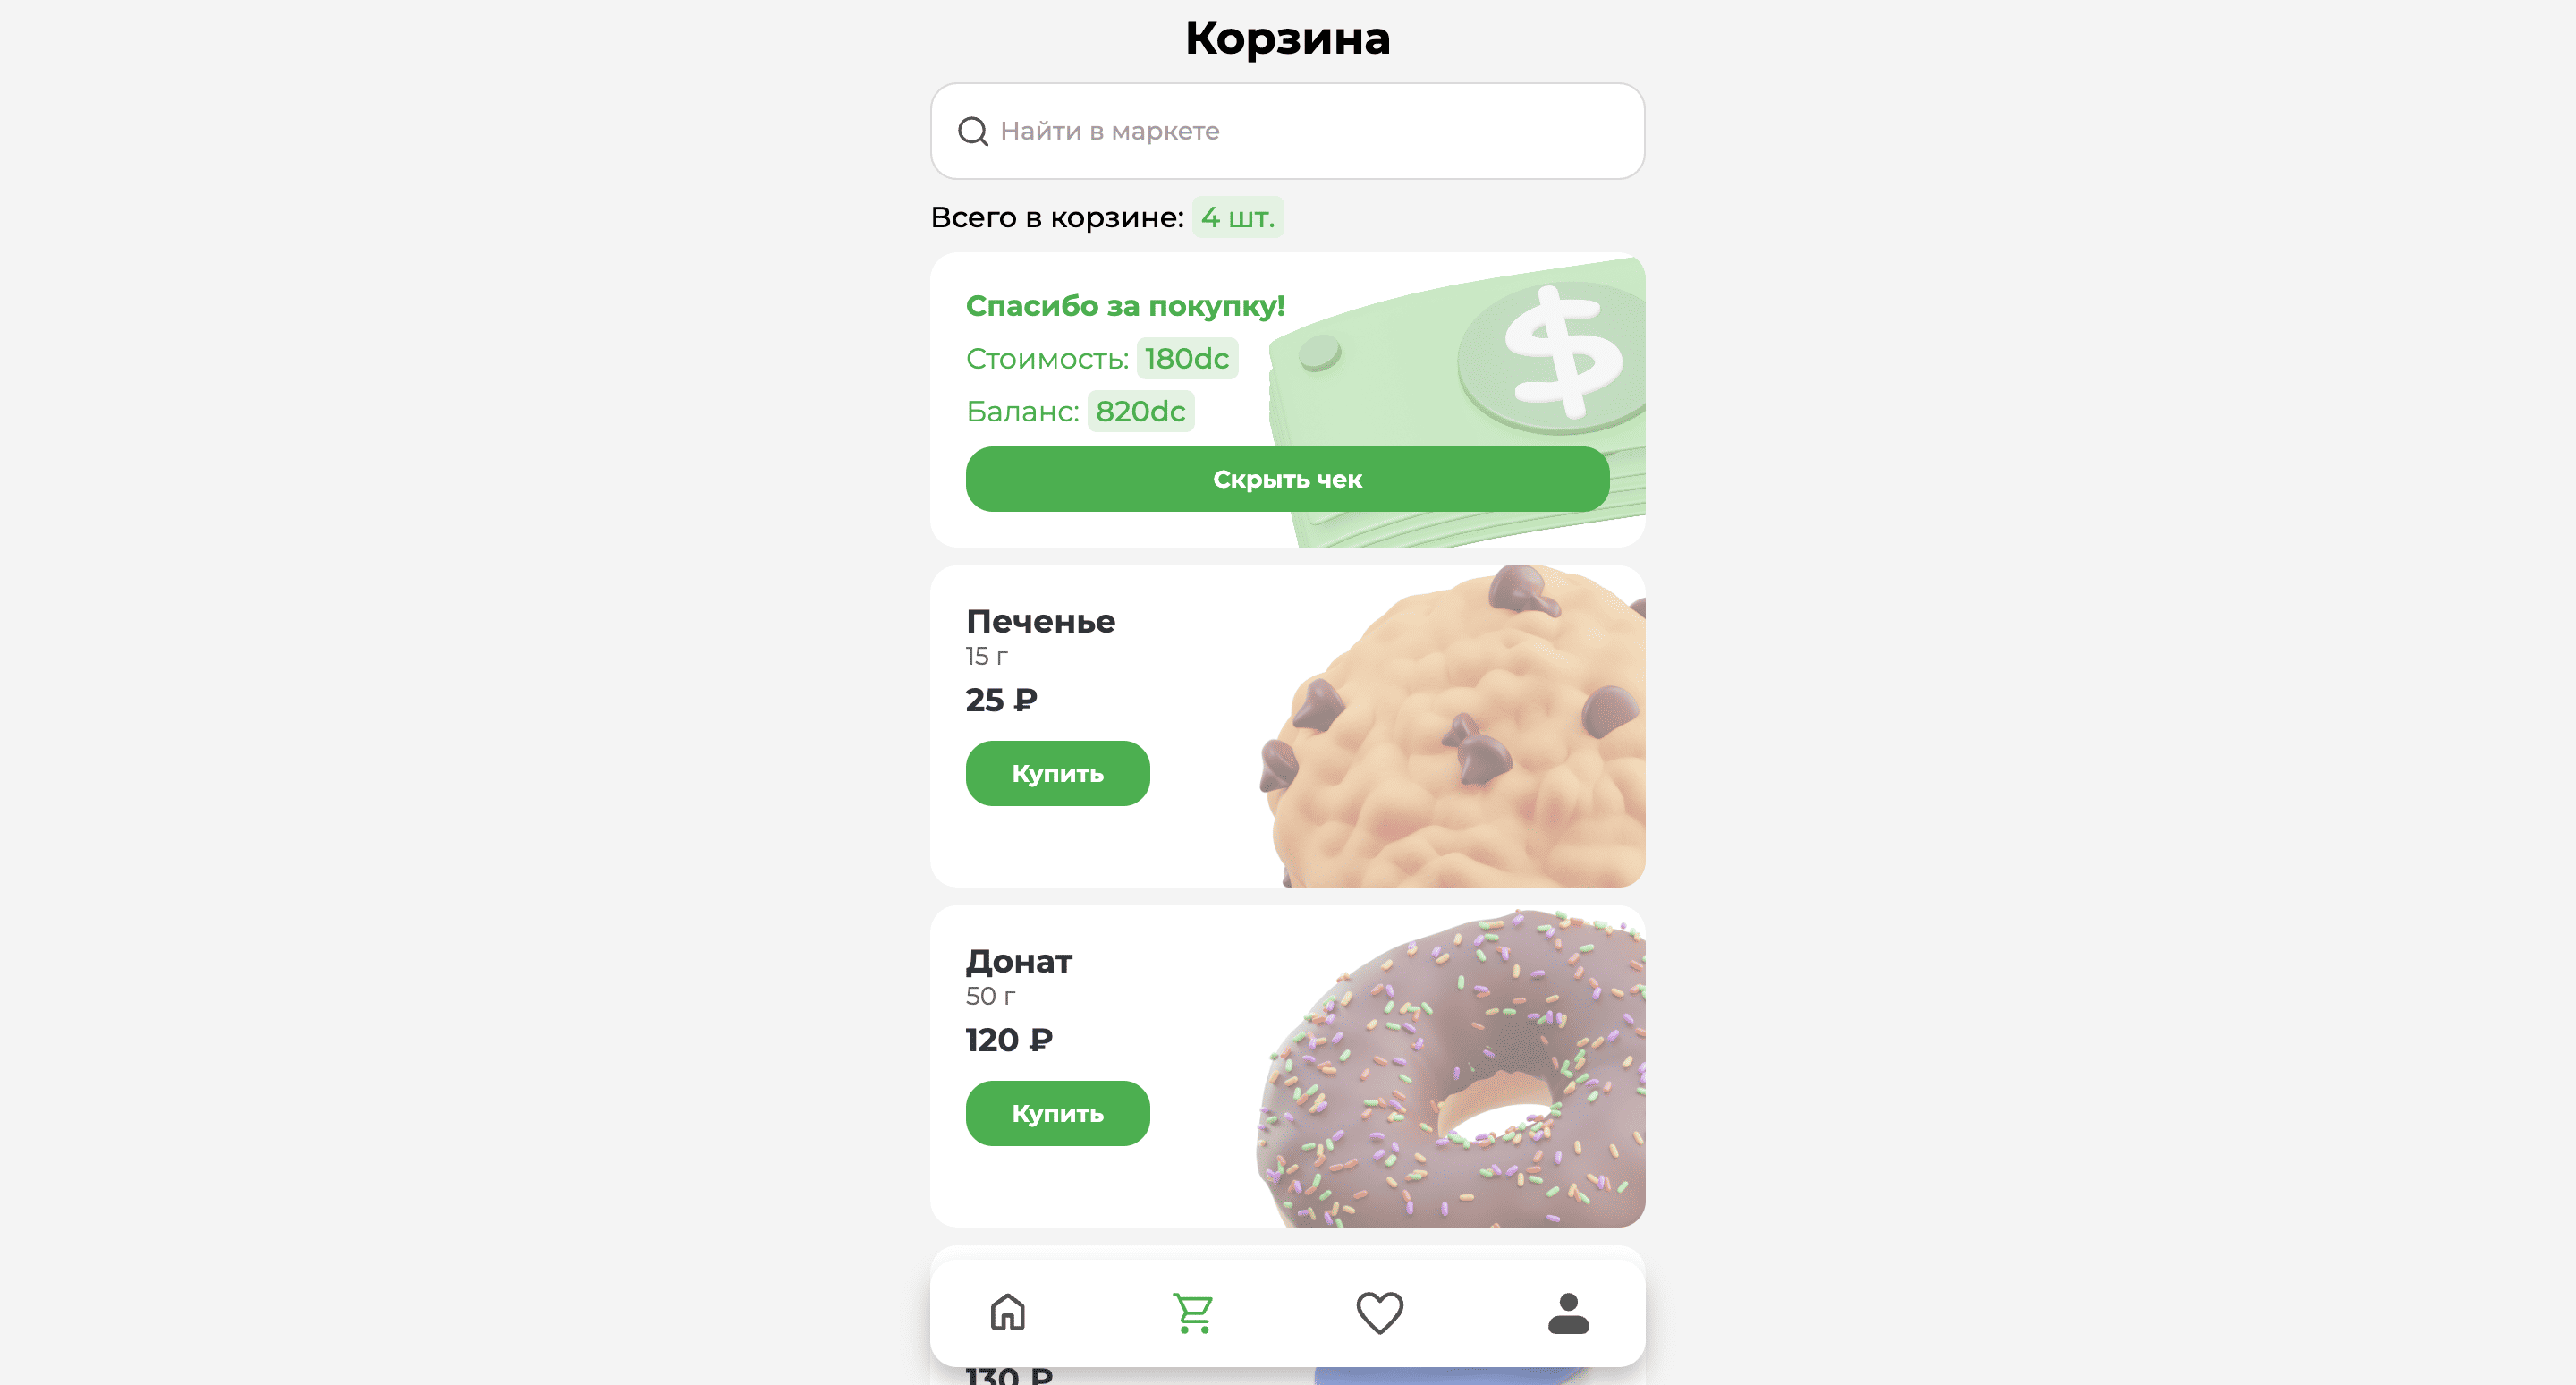 Корзина
Найти в маркете
Всего в корзине: 4 шт.
Спасибо за покупку!
Стоимость: 180dc
Баланс: 820dc
Скрыть чек
Печенье
15 г
25 ₽
Купить
Донат
50 г
120 ₽
Купить
130 ₽